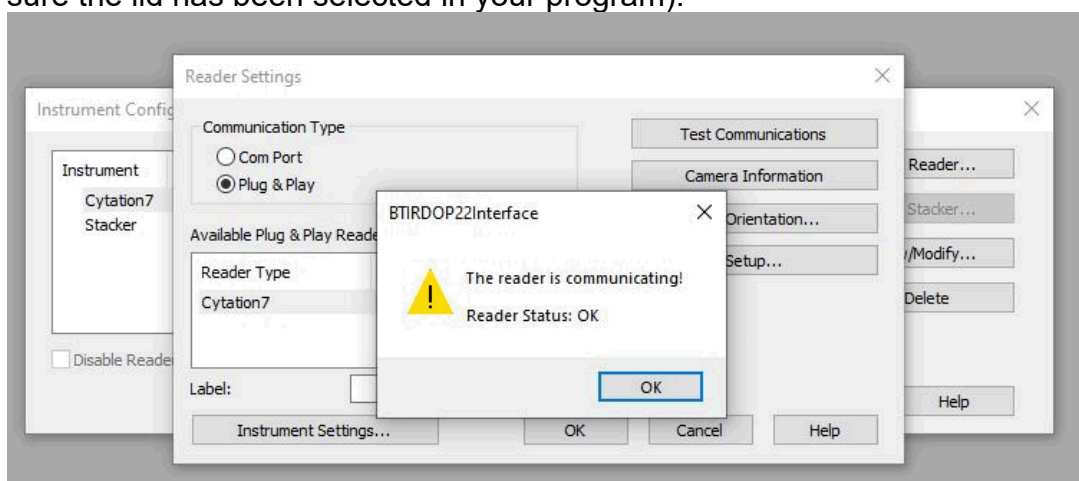 sure the lid has been selected in your program).
Reader Settings
Instrument Config
Communication Type
Com Port
Plug & Play
Test Communications
Camera Information
Orientation...
Setup...
Instrument
Cytation7
Stacker
Reader...
Stacker...
/Modify...
Delete
Available Plug & Play Reade
Reader Type
Cytation7
BTIRDOP22Interface
The reader is communicating!
Reader Status: OK
OK
Disable Reade
Label:
Instrument Settings...
OK
Cancel
Help
Help